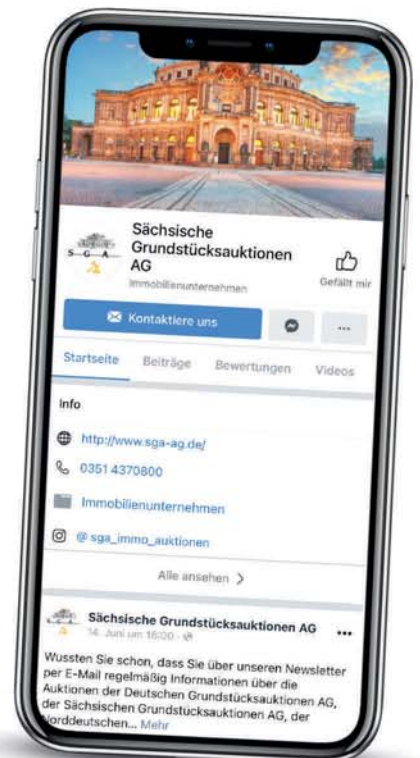 Sächsische
Grundstücksauktionen
AG
Immobilienunternehmen
Gefällt mir
S G A
Kontaktiere uns
Startseite Beiträge Bewertungen Videos
Info
http://www.sga-ag.de/
0351 4370800
Immobilienunternehmen
@ sga_immo_auktionen
Alle ansehen
Sächsische Grundstücksauktionen AG
14. Juni um 16:00
Wussten Sie schon, dass Sie über unseren Newsletter
per E-Mail regelmäßig Informationen über die
Auktionen der Deutschen Grundstücksauktionen AG,
der Sächsischen Grundstücksauktionen AG, der
Norddeutschen... Mehr